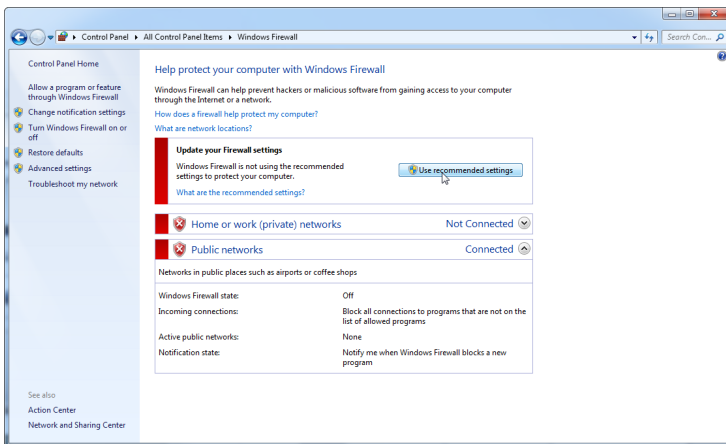 Control Panel
All Control Panel Items
Windows Firewall
Search Con...
Control Panel Home
Allow a program or feature
through Windows Firewall
Change notification settings
Turn Windows Firewall on or
off
Restore defaults
Advanced settings
Troubleshoot my network
See also
Action Center
Network and Sharing Center
Help protect your computer with Windows Firewall
Windows Firewall can help prevent hackers or malicious software from gaining access to your computer
through the Internet or a network.
How does a firewall help protect my computer?
What are network locations?
Update your Firewall settings
Windows Firewall is not using the recommended
settings to protect your computer.
What are the recommended settings?
Use recommended settings
Home or work (private) networks Not Connected
Public networks Connected
Networks in public places such as airports or coffee shops
Windows Firewall state: Off
Incoming connections: Block all connections to programs that are not on the
list of allowed programs
Active public networks: None
Notification state: Notify me when Windows Firewall blocks a new
program